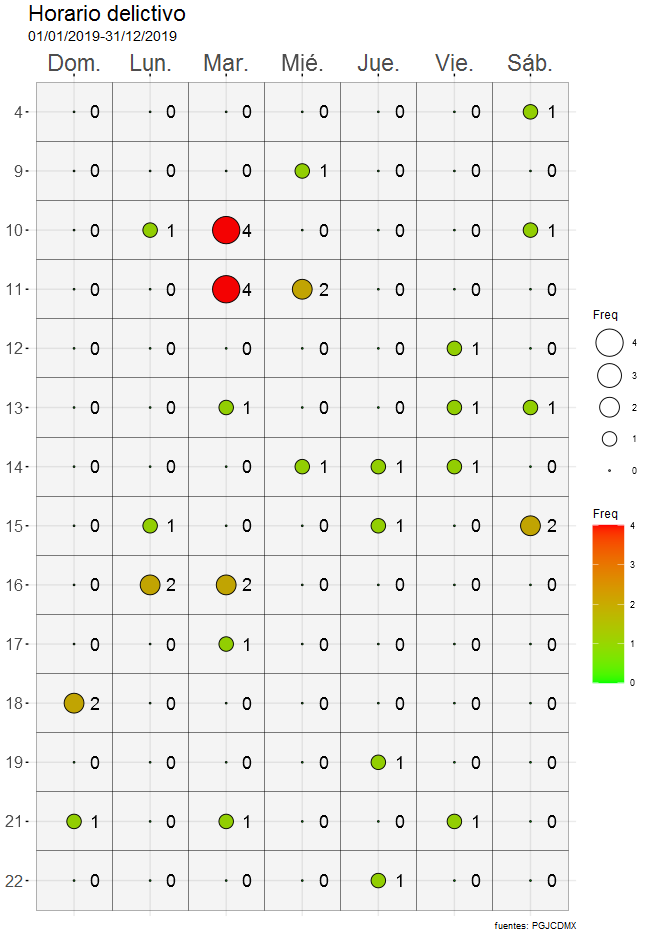 Horario delictivo
01/01/2019-31/12/2019
Dom. Lun. Mar. Mié. Jue. Vie. Sáb.
4 0 0 0 0 0 0 1
9 0 0 0 1 0 0 0
10 0 1 4 0 0 0 1
11 0 0 4 2 0 0 0
12 0 0 0 0 0 1 0
13 0 0 1 0 0 1 1
14 0 0 0 1 1 1 0
15 0 1 0 0 1 0 2
16 0 2 2 0 0 0 0
17 0 0 1 0 0 0 0
18 2 0 0 0 0 0 0
19 0 0 0 0 1 0 0
21 1 0 1 0 0 1 0
22 0 0 0 0 1 0 0
Freq
4
3
2
1
0
Freq
4
3
2
1
0
fuentes: PGJCDMX